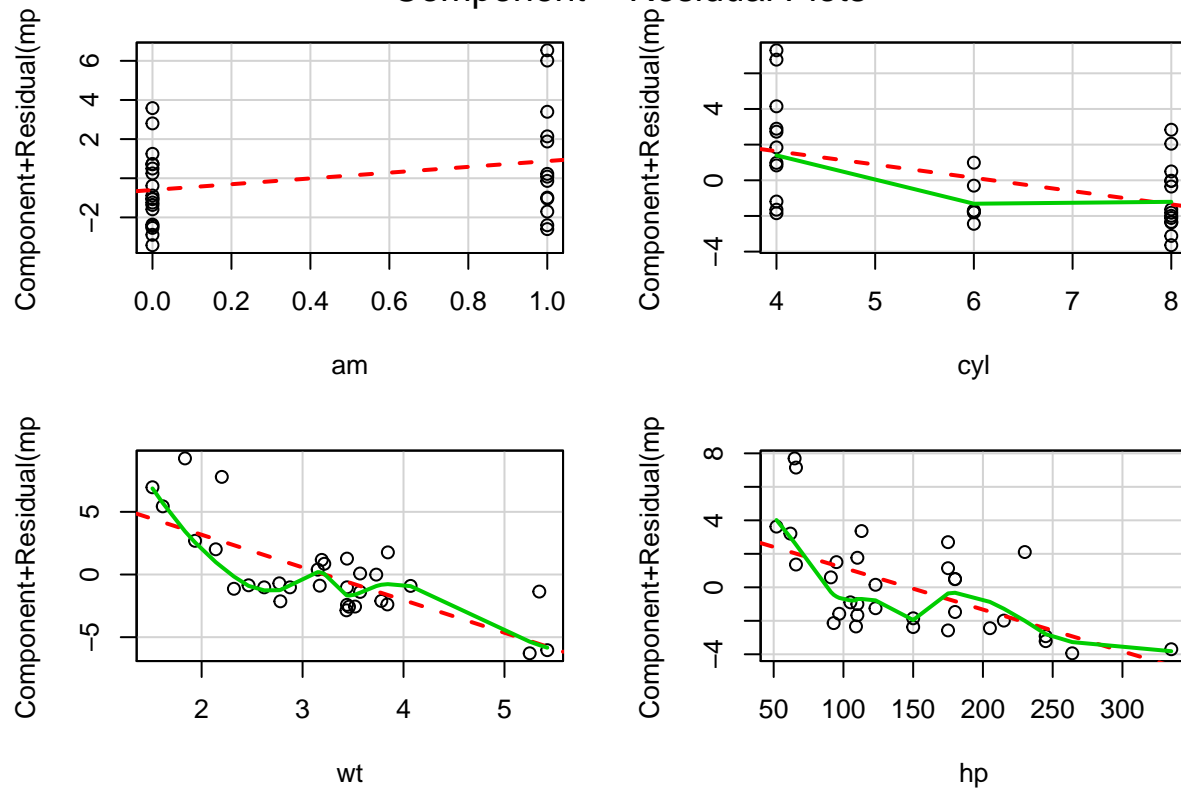 Component + Residual Plots
Component+Residual(mp
6
4
2
−2
0.0 0.2 0.4 0.6 0.8 1.0
am
Component+Residual(mp
4
0
−4
4 5 6 7 8
cyl
Component+Residual(mp
5
0
−5
2 3 4 5
wt
Component+Residual(mp
8
4
0
−4
50 100 150 200 250 300
hp